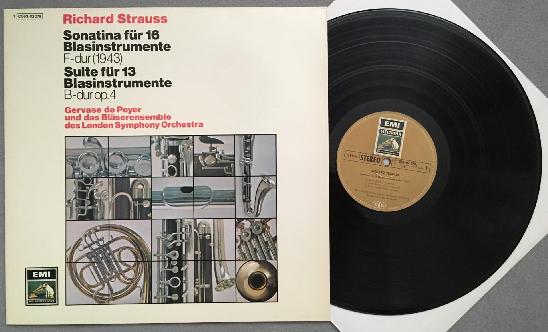 Richard Strauss
Sonatina für 16
Blasinstrumente
F-dur (1943)
Suite für 13
Blasinstrumente
B-dur op.4
Gervase de Peyer
und das Bläserensemble
des London Symphony Orchestra
EMI
EMI
STEREO